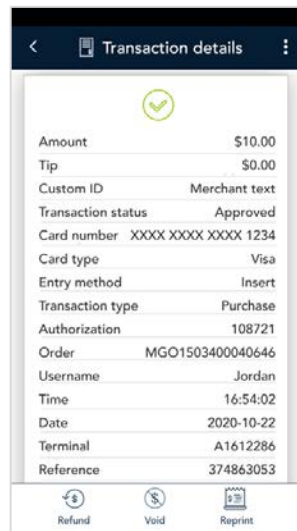 Transaction details
Amount $10.00
Tip $0.00
Custom ID Merchant text
Transaction status Approved
Card number XXXX XXXX XXXX 1234
Card type Visa
Entry method Insert
Transaction type Purchase
Authorization 108721
Order MGO1503400040646
Username Jordan
Time 16:54:02
Date 2020-10-22
Terminal A1612286
Reference 374863053
Refund Void Reprint